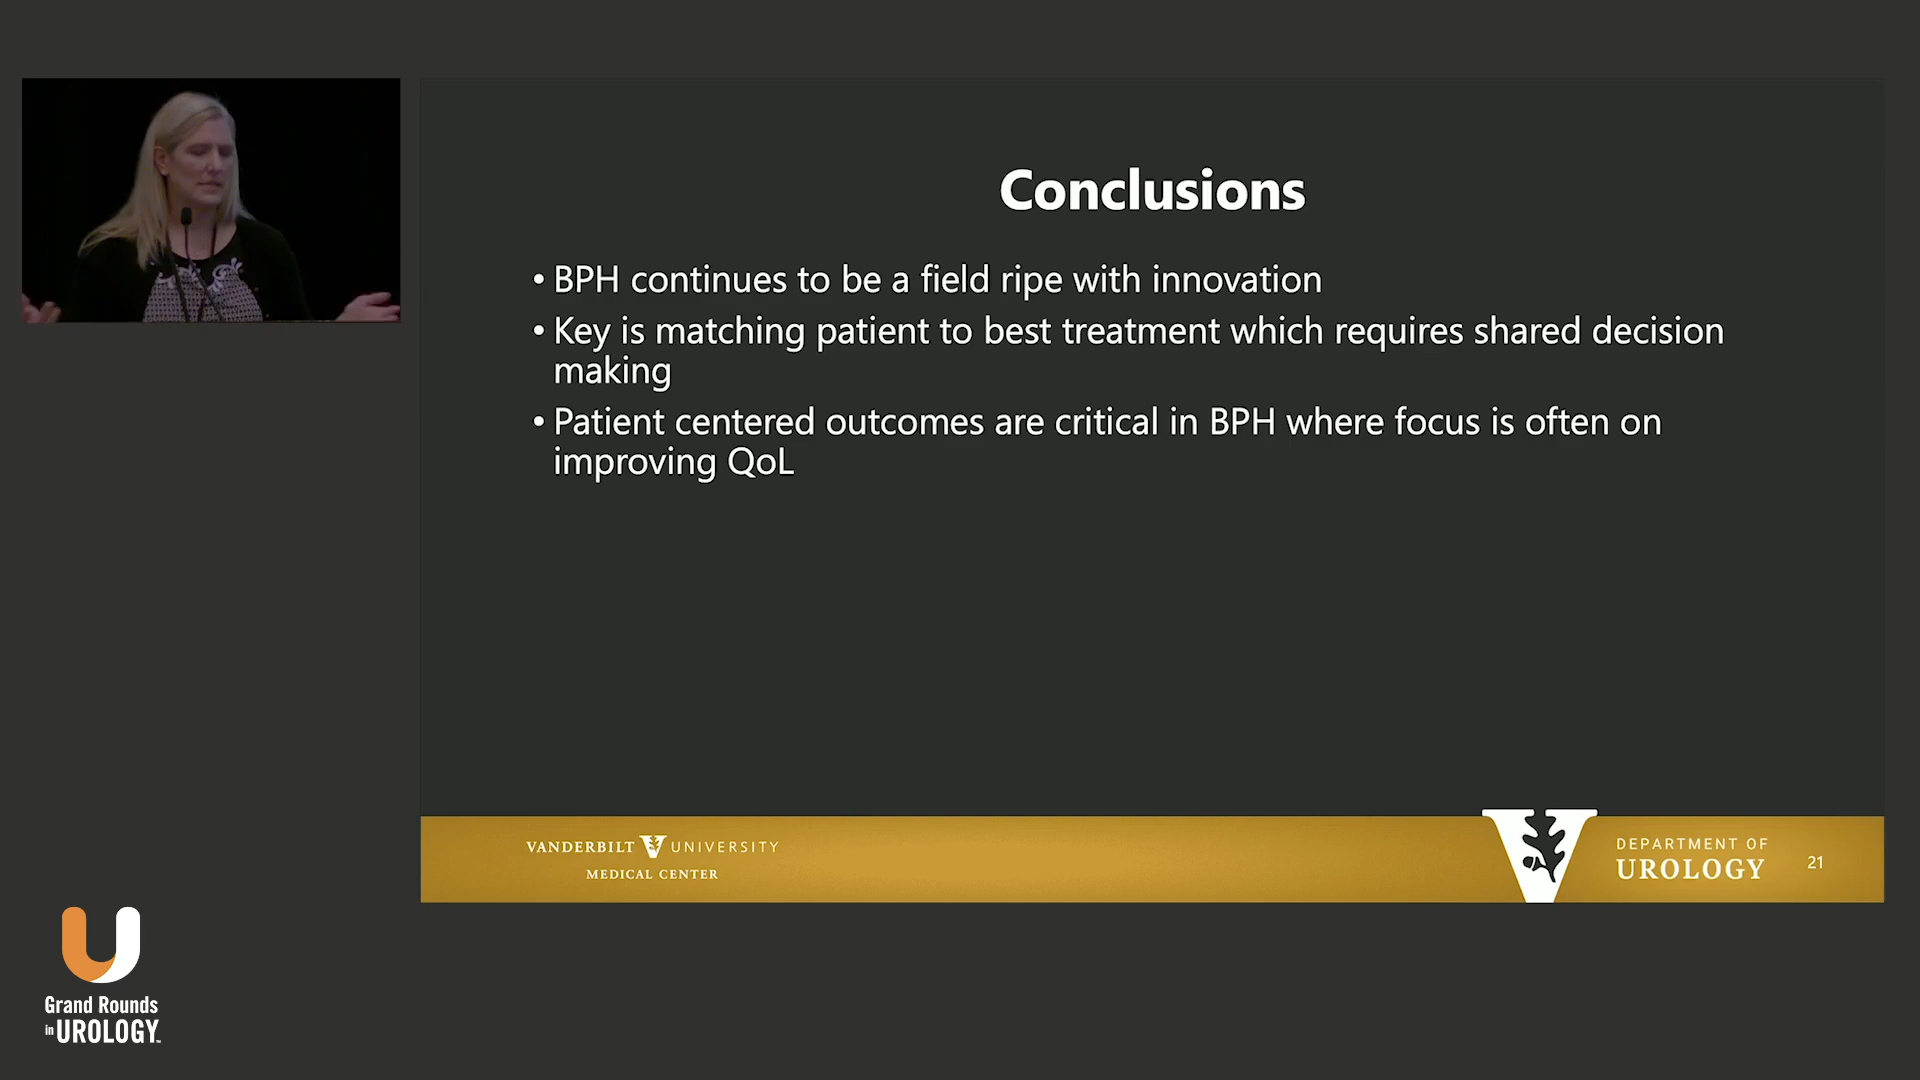 Conclusions
• BPH continues to be a field ripe with innovation
• Key is matching patient to best treatment which requires shared decision
making
• Patient centered outcomes are critical in BPH where focus is often on
improving QoL
VANDERBILT V UNIVERSITY
MEDICAL CENTER
V
DEPARTMENT OF
UROLOGY
21
U
Grand Rounds
in UROLOGY™